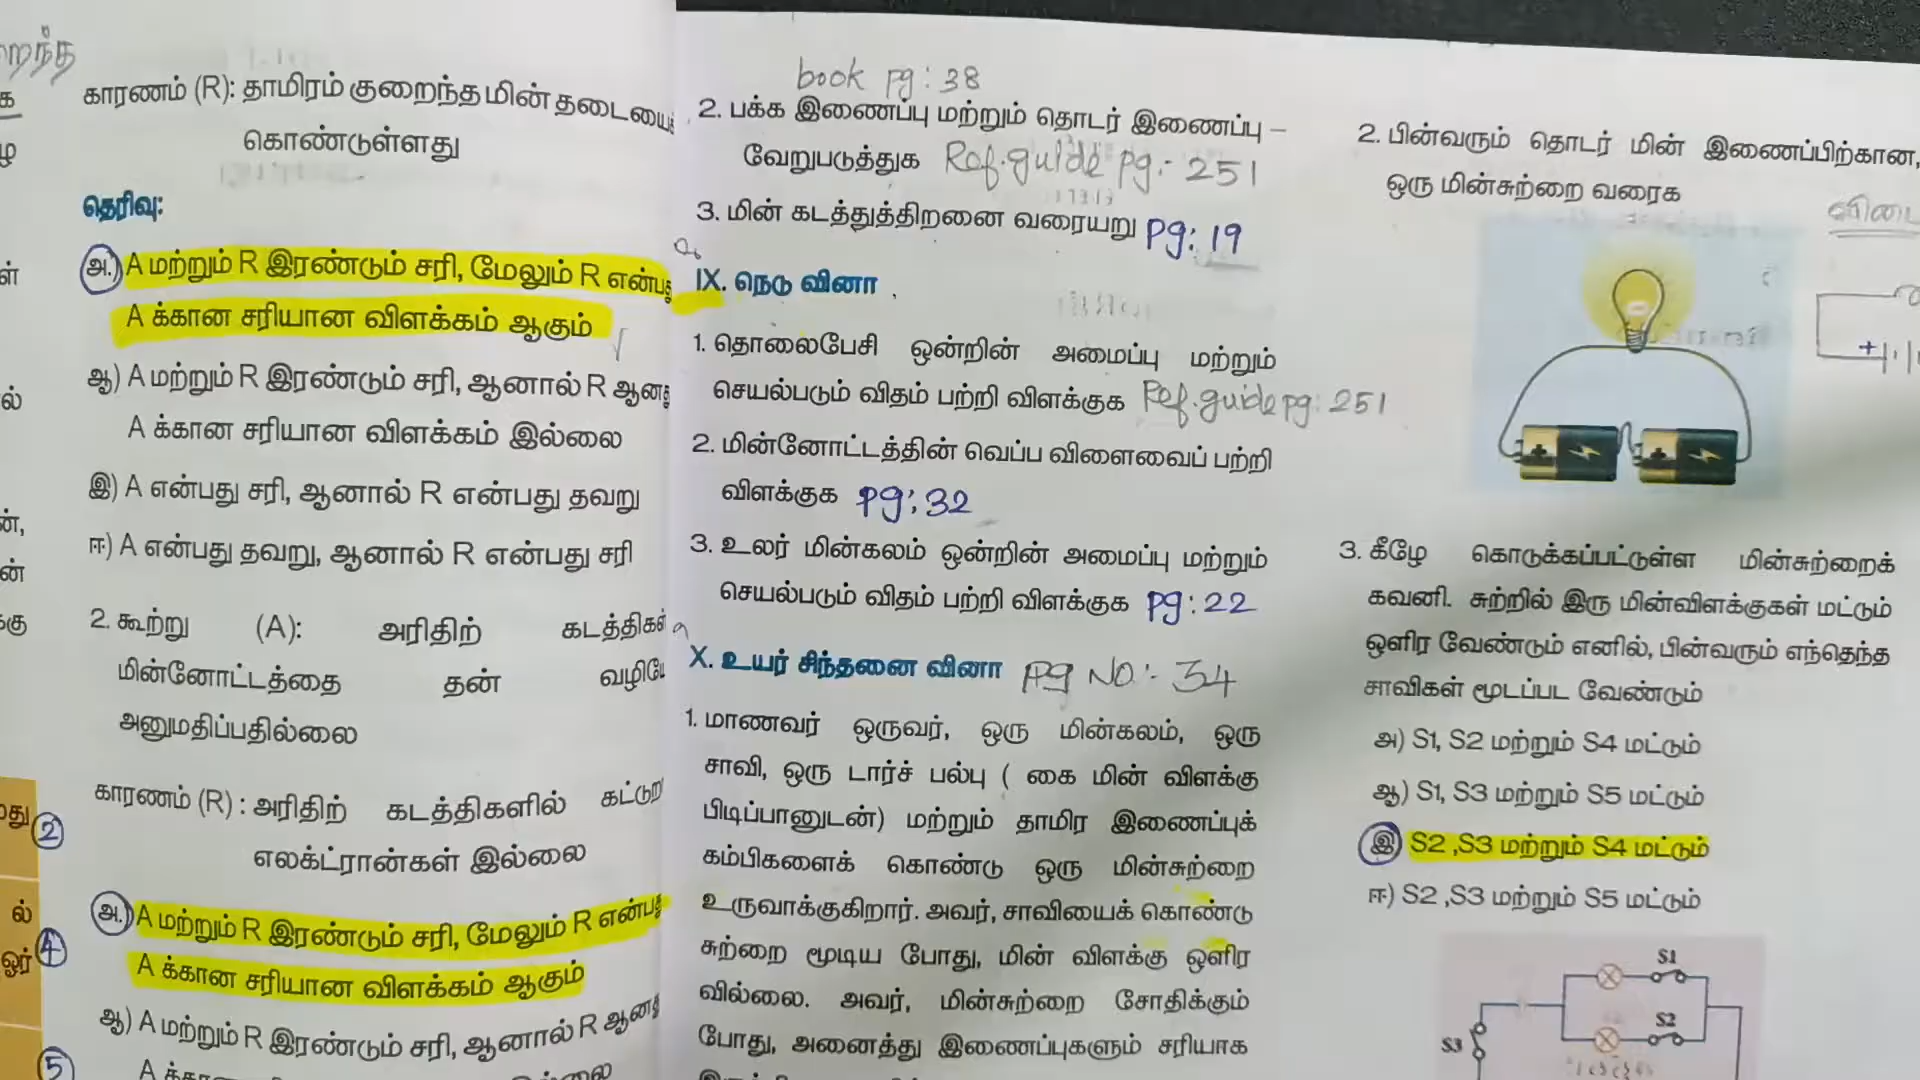 றைந்த
காரணம் (R): தாமிரம் குறைந்த மின் தடையை
கொண்டுள்ளது
தெரிவு:
அ.) A மற்றும் R இரண்டும் சரி, மேலும் R என்பது
A க்கான சரியான விளக்கம் ஆகும்
ஆ) A மற்றும் R இரண்டும் சரி, ஆனால் R ஆனது
A க்கான சரியான விளக்கம் இல்லை
இ) A என்பது சரி, ஆனால் R என்பது தவறு
ஈ) A என்பது தவறு, ஆனால் R என்பது சரி
2. கூற்று (A): அரிதிற் கடத்திகள்
மின்னோட்டத்தை தன் வழியே
அனுமதிப்பதில்லை
காரணம் (R) : அரிதிற் கடத்திகளில் கட்டுறா
எலக்ட்ரான்கள் இல்லை
அ.) A மற்றும் R இரண்டும் சரி, மேலும் R என்பது
A க்கான சரியான விளக்கம் ஆகும்
ஆ) A மற்றும் R இரண்டும் சரி, ஆனால் R ஆனது
2
4
5
book pg: 38
2. பக்க இணைப்பு மற்றும் தொடர் இணைப்பு –
வேறுபடுத்துக Ref.guide pg:- 251
3. மின் கடத்துத்திறனை வரையறு pg: 19
IX. நெடு வினா
1. தொலைபேசி ஒன்றின் அமைப்பு மற்றும்
செயல்படும் விதம் பற்றி விளக்குக Ref.guide pg: 251
2. மின்னோட்டத்தின் வெப்ப விளைவைப் பற்றி
விளக்குக pg: 32
3. உலர் மின்கலம் ஒன்றின் அமைப்பு மற்றும்
செயல்படும் விதம் பற்றி விளக்குக pg: 22
X. உயர் சிந்தனை வினா pg No:- 34
1. மாணவர் ஒருவர், ஒரு மின்கலம், ஒரு
சாவி, ஒரு டார்ச் பல்பு ( கை மின் விளக்கு
பிடிப்பானுடன்) மற்றும் தாமிர இணைப்புக்
கம்பிகளைக் கொண்டு ஒரு மின்சுற்றை
உருவாக்குகிறார். அவர், சாவியைக் கொண்டு
சுற்றை மூடிய போது, மின் விளக்கு ஒளிர
வில்லை. அவர், மின்சுற்றை சோதிக்கும்
போது, அனைத்து இணைப்புகளும் சரியாக
2. பின்வரும் தொடர் மின் இணைப்பிற்கான,
ஒரு மின்சுற்றை வரைக
விடை
3. கீழே கொடுக்கப்பட்டுள்ள மின்சுற்றைக்
கவனி. சுற்றில் இரு மின்விளக்குகள் மட்டும்
ஒளிர வேண்டும் எனில், பின்வரும் எந்தெந்த
சாவிகள் மூடப்பட வேண்டும்
அ) S1, S2 மற்றும் S4 மட்டும்
ஆ) S1, S3 மற்றும் S5 மட்டும்
இ) S2 ,S3 மற்றும் S4 மட்டும்
ஈ) S2 ,S3 மற்றும் S5 மட்டும்
S1
S2
S3